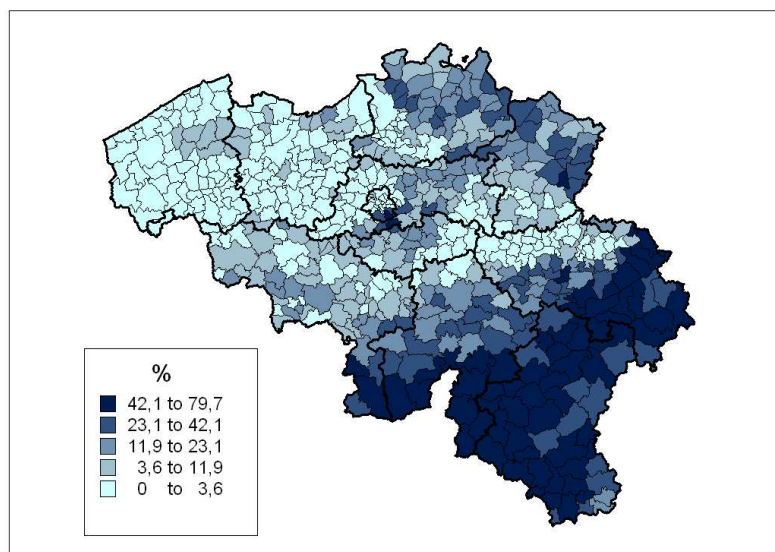 %
42,1 to 79,7
23,1 to 42,1
11,9 to 23,1
3,6 to 11,9
0 to 3,6